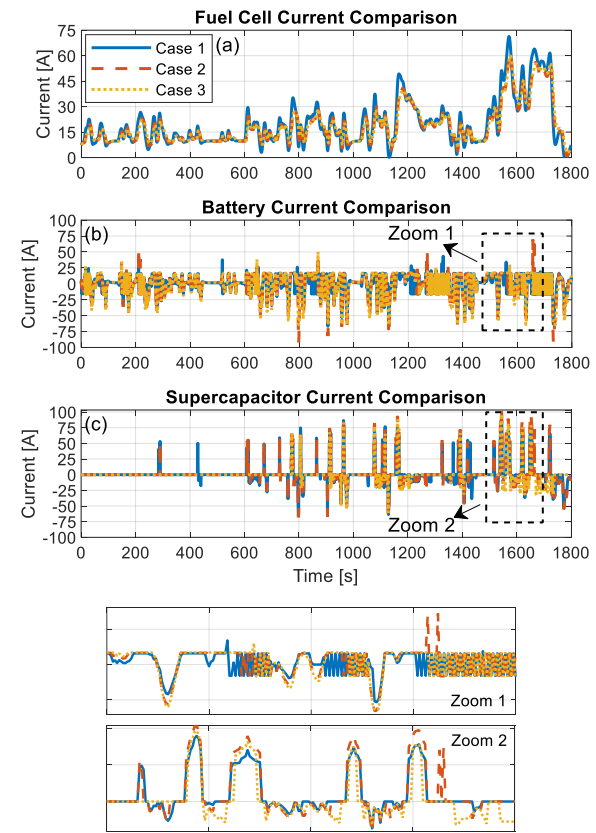 Fuel Cell Current Comparison
(a)
Case 1
Case 2
Case 3
Current [A]
75
60
45
30
15
0
0 200 400 600 800 1000 1200 1400 1600 1800
Battery Current Comparison
(b)
Zoom 1
Current [A]
100
75
50
25
0
-25
-50
-75
-100
0 200 400 600 800 1000 1200 1400 1600 1800
Supercapacitor Current Comparison
(c)
Zoom 2
Current [A]
100
75
50
25
0
-25
-50
-75
-100
0 200 400 600 800 1000 1200 1400 1600 1800
Time [s]
Zoom 1
Zoom 2